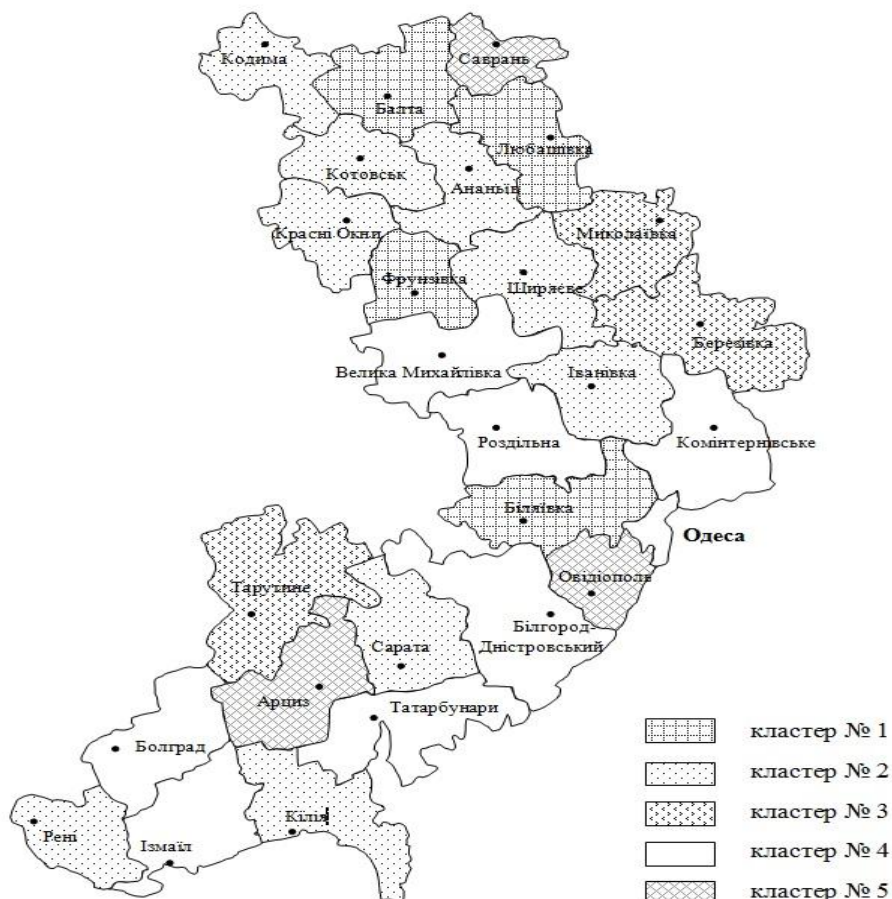 Кодима
Саврань
Балта
Любашівка
Котовськ
Ананьїв
Красні Окни
Миколаївка
Фрунзівка
Ширяєве
Березівка
Велика Михайлівка
Іванівка
Роздільна
Комінтернівське
Біляївка
Одеса
Овідіополь
Тарутине
Білгород-
Дністровський
Сарата
Арциз
Татарбунари
Болград
Кілія
Рені
Ізмаїл
кластер № 1
кластер № 2
кластер № 3
кластер № 4
кластер № 5